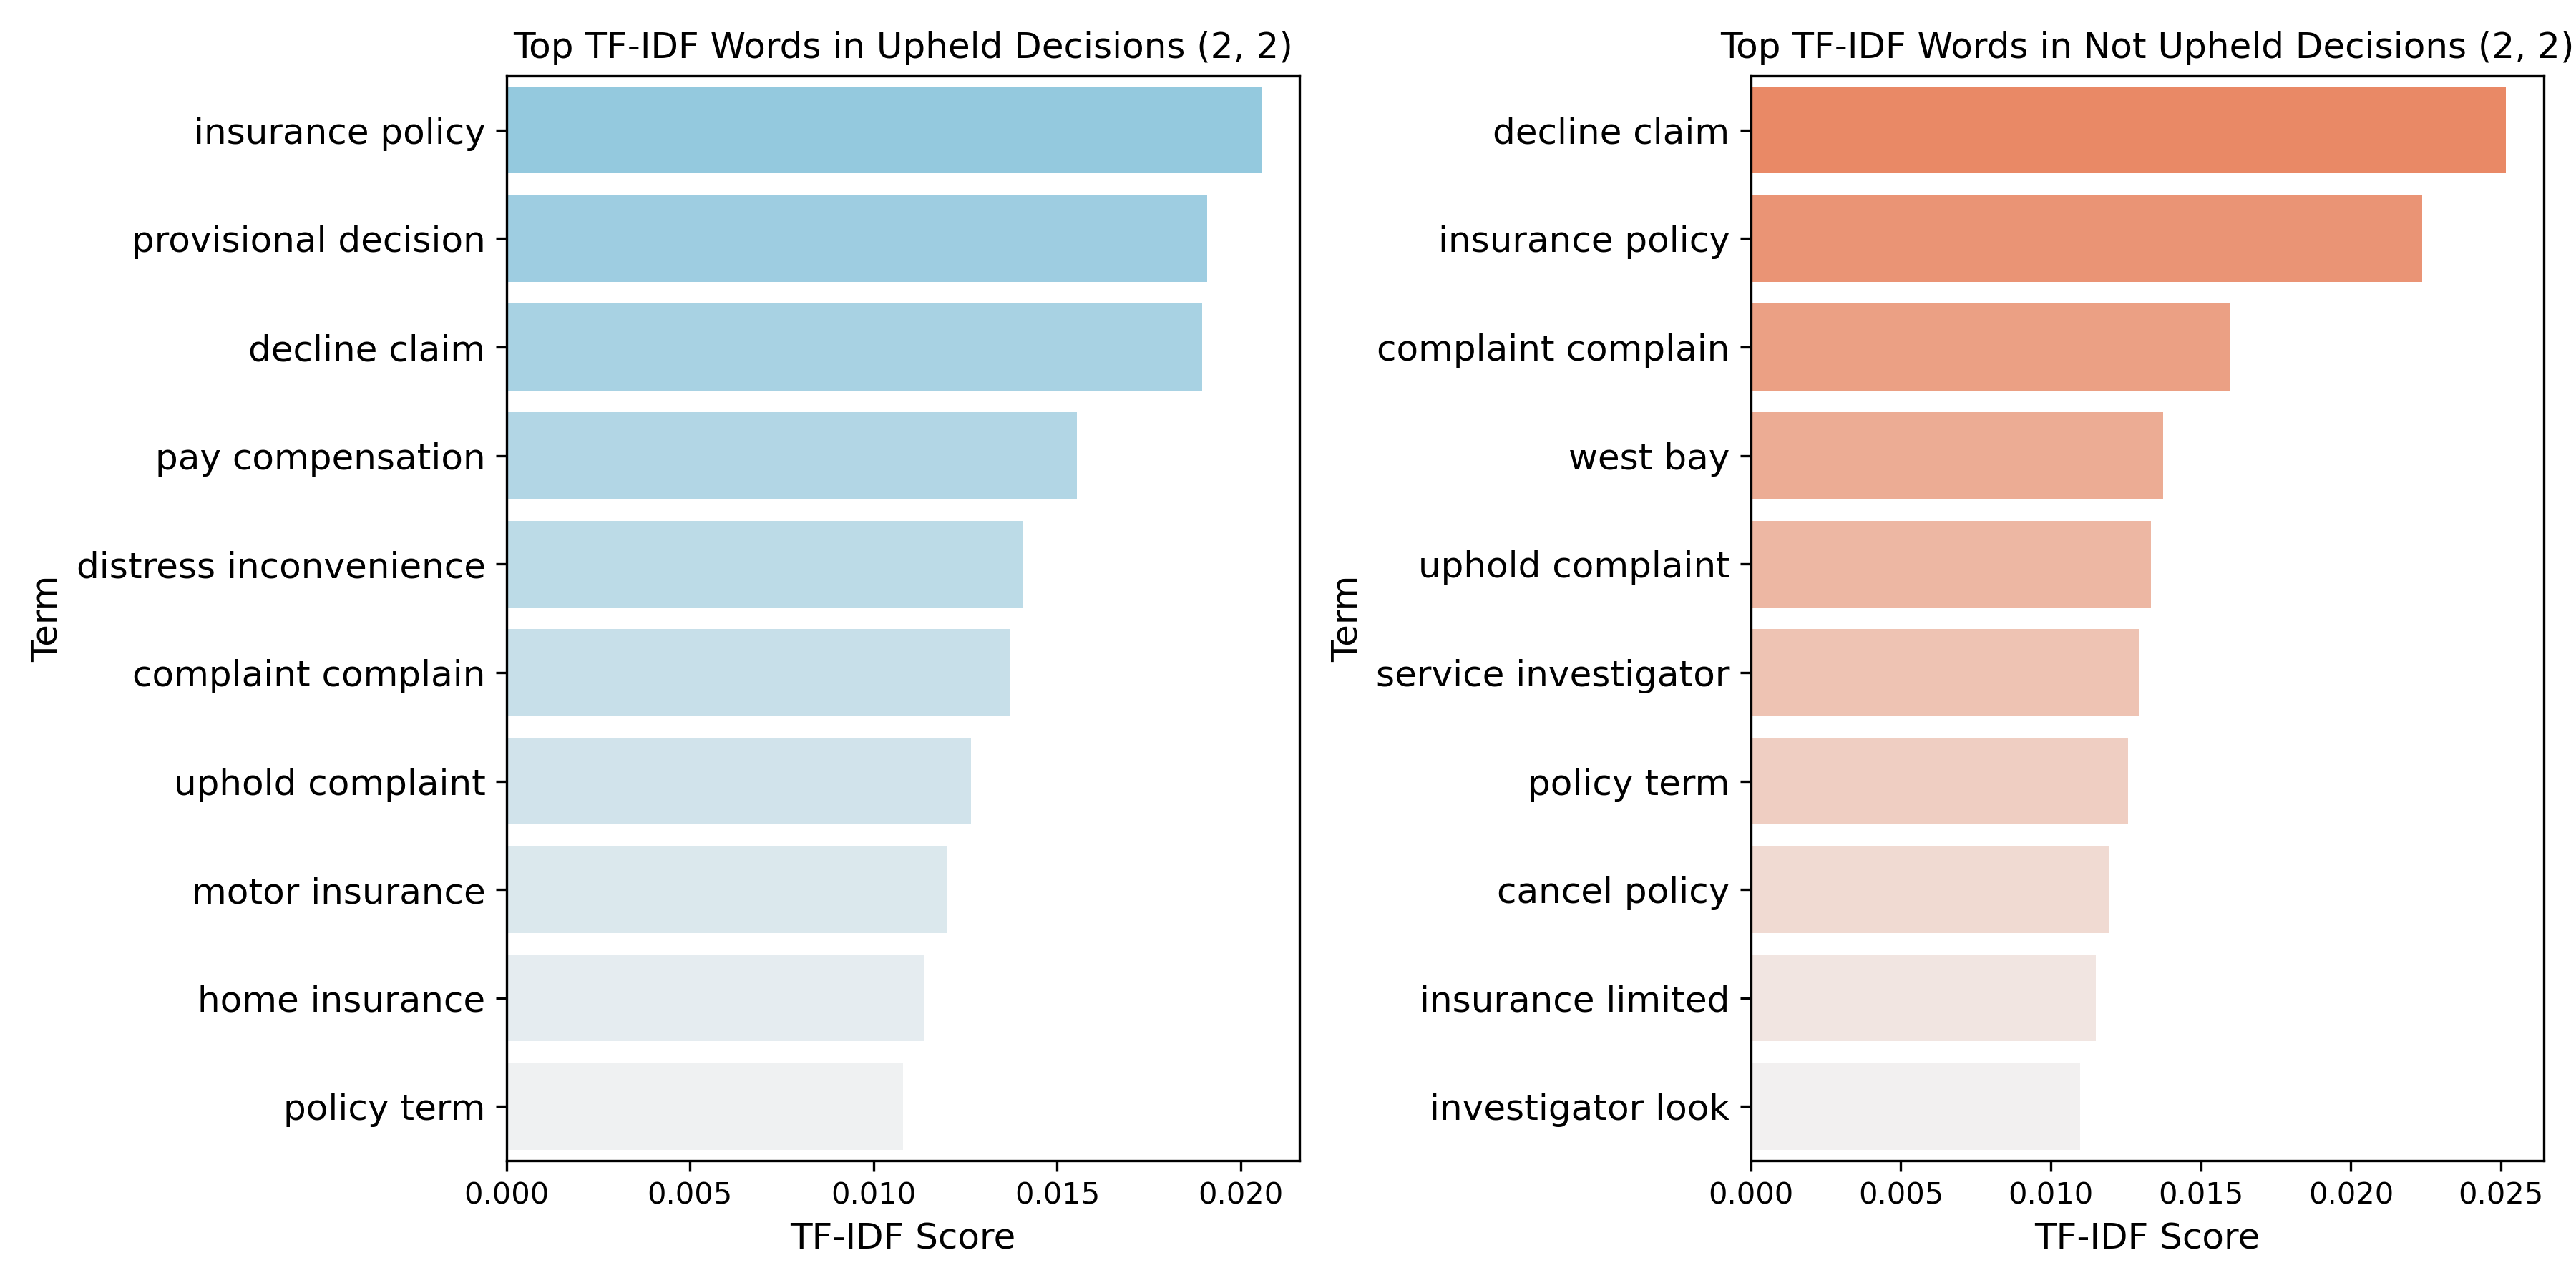 Top TF-IDF Words in Upheld Decisions (2, 2)
Term
insurance policy
provisional decision
decline claim
pay compensation
distress inconvenience
complaint complain
uphold complaint
motor insurance
home insurance
policy term
0.000 0.005 0.010 0.015 0.020
TF-IDF Score
Top TF-IDF Words in Not Upheld Decisions (2, 2)
Term
decline claim
insurance policy
complaint complain
west bay
uphold complaint
service investigator
policy term
cancel policy
insurance limited
investigator look
0.000 0.005 0.010 0.015 0.020 0.025
TF-IDF Score